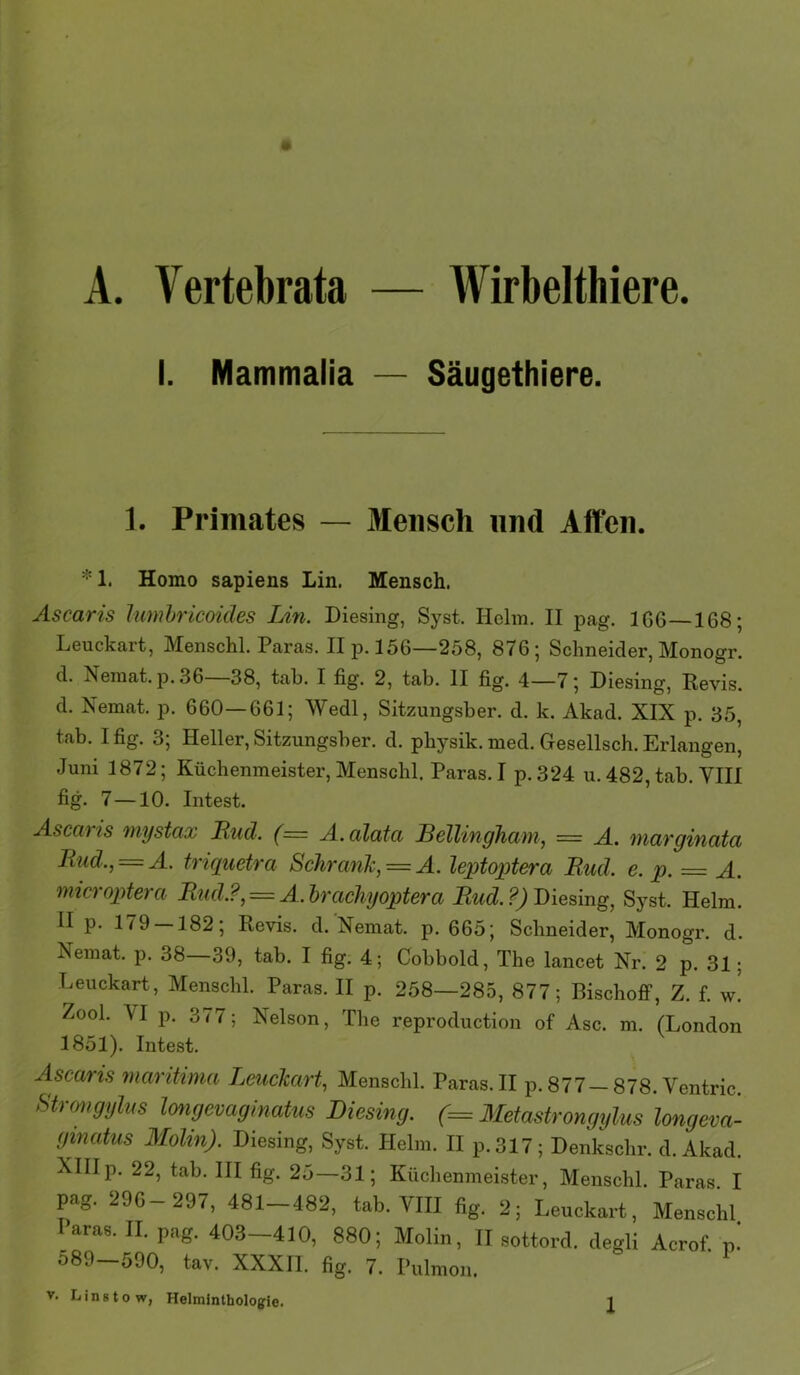 A. Vertebrata — Wirbelthiere.
I. Mammalia — Säugethiere.
1. Primates — Mensch und Affen.
*1. Homo sapiens Lin. Mensch.
Ascaris lumbricoides Lin. Diesing, Syst. Helm. II pag. 166—168;
Leuckart, Menschl. Paras. II p. 156—258, 876; Schneider, Monogr.
d. Nemat. p. 36—38, tab. I fig. 2, tab. II fig. 4—7; Diesing, Revis.
d. Nemat. p. 660—661; Wedl, Sitzungsber. d. k. Akad. XIX p. 35,
tab. I fig. 3; Heller, Sitzungsber. d. physik. med. Gesellsch. Erlangen,
Juni 1872; Küchenmeister, Menschl. Paras. I p. 324 u. 482, tab. VIII
fig. 7—10. Intest.
Ascaris mystax Rud. (= A. alata Bellingham, = A. marginata
Rud., = A. triquetra Schrank, = A. leptoptera Rud. e. p. = A.
microptera Rud.?, = A. brachyoptera Rud.?) Diesing, Syst. Helm.
II p. 179—182; Revis. d. Nemat. p. 665; Schneider, Monogr. d.
Nemat. p. 38—39, tab. I fig. 4; Cobbold, The lancet Nr. 2 p. 31;
Leuckart, Menschl. Paras. II p. 258—285, 877; Bischoff, Z. f. w.
Zool. VI p. 377; Nelson, The reproduction of Asc. m. (London
1851). Intest.
Ascaris maritima Leuckart, Menschl. Paras. II p. 877—878. Ventric.
Strongylus longevaginatus Diesing. (= Metastrongylus longeva-
ginatus Molin). Diesing, Syst. Helm. II p. 317; Denkschr. d. Akad.
XIII p. 22, tab. III fig. 25—31; Küchenmeister, Menschl. Paras. I
pag. 296—297, 481—482, tab. VIII fig. 2; Leuckart, Menschl.
Paras. II. pag. 403—410, 880; Molin, II sottord. degli Acrof. p.
589—590, tav. XXXII. fig. 7. Pulmon.
v. Linstow, Helminthologie. 1